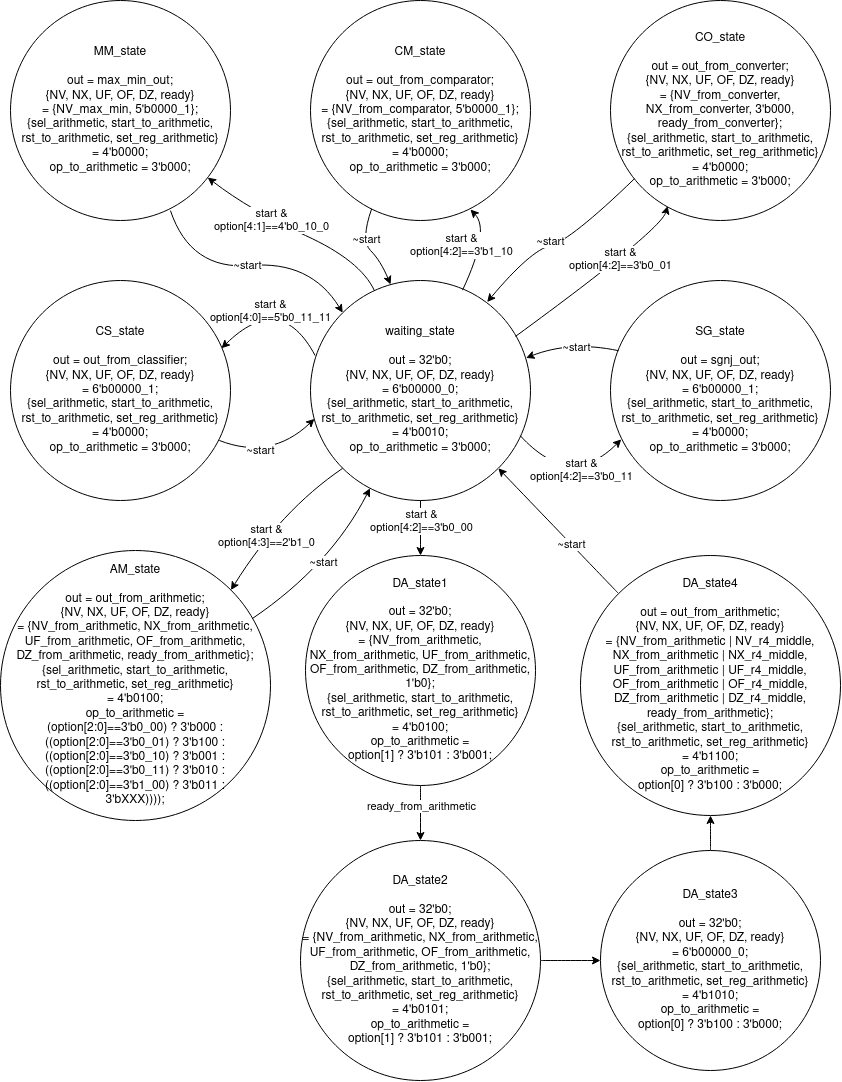 MM_state
out = max_min_out;
{NV, NX, UF, OF, DZ, ready}
= {NV_max_min, 5'b0000_1};
{sel_arithmetic, start_to_arithmetic,
rst_to_arithmetic, set_reg_arithmetic}
= 4'b0000;
op_to_arithmetic = 3'b000;
CM_state
out = out_from_comparator;
{NV, NX, UF, OF, DZ, ready}
= {NV_from_comparator, 5'b0000_1};
{sel_arithmetic, start_to_arithmetic,
rst_to_arithmetic, set_reg_arithmetic}
= 4'b0000;
op_to_arithmetic = 3'b000;
CO_state
out = out_from_converter;
{NV, NX, UF, OF, DZ, ready}
= {NV_from_converter,
NX_from_converter, 3'b000,
ready_from_converter};
{sel_arithmetic, start_to_arithmetic,
rst_to_arithmetic, set_reg_arithmetic}
= 4'b0000;
op_to_arithmetic = 3'b000;
start &
option[4:1]==4'b0_10_0
~start
~start
start &
option[4:2]==3'b1_10
~start
start &
option[4:2]==3'b0_01
CS_state
out = out_from_classifier;
{NV, NX, UF, OF, DZ, ready}
= 6'b00000_1;
{sel_arithmetic, start_to_arithmetic,
rst_to_arithmetic, set_reg_arithmetic}
= 4'b0000;
op_to_arithmetic = 3'b000;
start &
option[4:0]==5'b0_11_11
~start
waiting_state
out = 32'b0;
{NV, NX, UF, OF, DZ, ready}
= 6'b00000_0;
{sel_arithmetic, start_to_arithmetic,
rst_to_arithmetic, set_reg_arithmetic}
= 4'b0010;
op_to_arithmetic = 3'b000;
~start
start &
option[4:2]==3'b0_11
SG_state
out = sgnj_out;
{NV, NX, UF, OF, DZ, ready}
= 6'b00000_1;
{sel_arithmetic, start_to_arithmetic,
rst_to_arithmetic, set_reg_arithmetic}
= 4'b0000;
op_to_arithmetic = 3'b000;
start &
option[4:3]==2'b1_0
~start
start &
option[4:2]==3'b0_00
~start
AM_state
out = out_from_arithmetic;
{NV, NX, UF, OF, DZ, ready}
= {NV_from_arithmetic, NX_from_arithmetic,
UF_from_arithmetic, OF_from_arithmetic,
DZ_from_arithmetic, ready_from_arithmetic};
{sel_arithmetic, start_to_arithmetic,
rst_to_arithmetic, set_reg_arithmetic}
= 4'b0100;
op_to_arithmetic =
(option[2:0]==3'b0_00) ? 3'b000 :
((option[2:0]==3'b0_01) ? 3'b100 :
((option[2:0]==3'b0_10) ? 3'b001 :
((option[2:0]==3'b0_11) ? 3'b010 :
((option[2:0]==3'b1_00) ? 3'b011 :
3'bXXX))));
DA_state1
out = 32'b0;
{NV, NX, UF, OF, DZ, ready}
= {NV_from_arithmetic,
NX_from_arithmetic, UF_from_arithmetic,
OF_from_arithmetic, DZ_from_arithmetic,
1'b0};
{sel_arithmetic, start_to_arithmetic,
rst_to_arithmetic, set_reg_arithmetic}
= 4'b0100;
op_to_arithmetic =
option[1] ? 3'b101 : 3'b001;
DA_state4
out = out_from_arithmetic;
{NV, NX, UF, OF, DZ, ready}
= {NV_from_arithmetic | NV_r4_middle,
NX_from_arithmetic | NX_r4_middle,
UF_from_arithmetic | UF_r4_middle,
OF_from_arithmetic | OF_r4_middle,
DZ_from_arithmetic | DZ_r4_middle,
ready_from_arithmetic};
{sel_arithmetic, start_to_arithmetic,
rst_to_arithmetic, set_reg_arithmetic}
= 4'b1100;
op_to_arithmetic =
option[0] ? 3'b100 : 3'b000;
ready_from_arithmetic
DA_state2
out = 32'b0;
{NV, NX, UF, OF, DZ, ready}
= {NV_from_arithmetic, NX_from_arithmetic,
UF_from_arithmetic, OF_from_arithmetic,
DZ_from_arithmetic, 1'b0};
{sel_arithmetic, start_to_arithmetic,
rst_to_arithmetic, set_reg_arithmetic}
= 4'b0101;
op_to_arithmetic =
option[1] ? 3'b101 : 3'b001;
DA_state3
out = 32'b0;
{NV, NX, UF, OF, DZ, ready}
= 6'b00000_0;
{sel_arithmetic, start_to_arithmetic,
rst_to_arithmetic, set_reg_arithmetic}
= 4'b1010;
op_to_arithmetic =
option[0] ? 3'b100 : 3'b000;